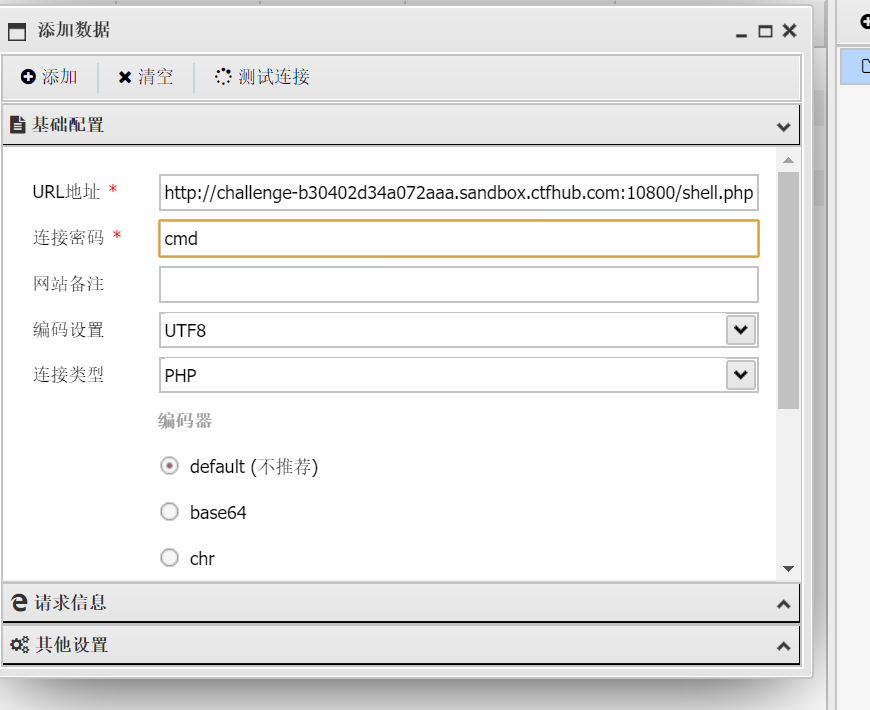 添加数据
添加 清空 测试连接
基础配置
URL地址 * http://challenge-b30402d34a072aaa.sandbox.ctfhub.com:10800/shell.php
连接密码 * cmd
网站备注
编码设置 UTF8
连接类型 PHP
编码器
default (不推荐)
base64
chr
请求信息
其他设置